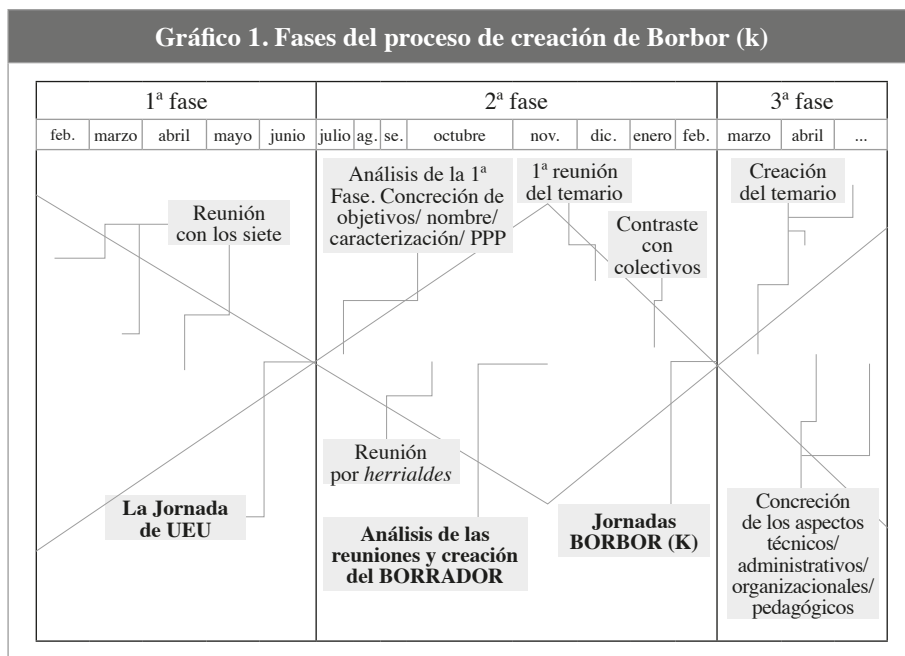 Gráfico 1. Fases del proceso de creación de Borbor (k)
1ª fase
2ª fase
3ª fase
feb.
marzo
abril
mayo
junio
julio
ag.
se.
octubre
nov.
dic.
enero
feb.
marzo
abril
...
Reunión
con los siete
Análisis de la 1ª
Fase. Concreción de
objetivos/ nombre/
caracterización/ PPP
1ª reunión
del temario
Contraste
con
colectivos
Creación
del temario
La Jornada
de UEU
Reunión
por herrialdes
Análisis de las
reuniones y creación
del BORRADOR
Jornadas
BORBOR (K)
Concreción
de los aspectos
técnicos/
administrativos/
organizacionales/
pedagógicos